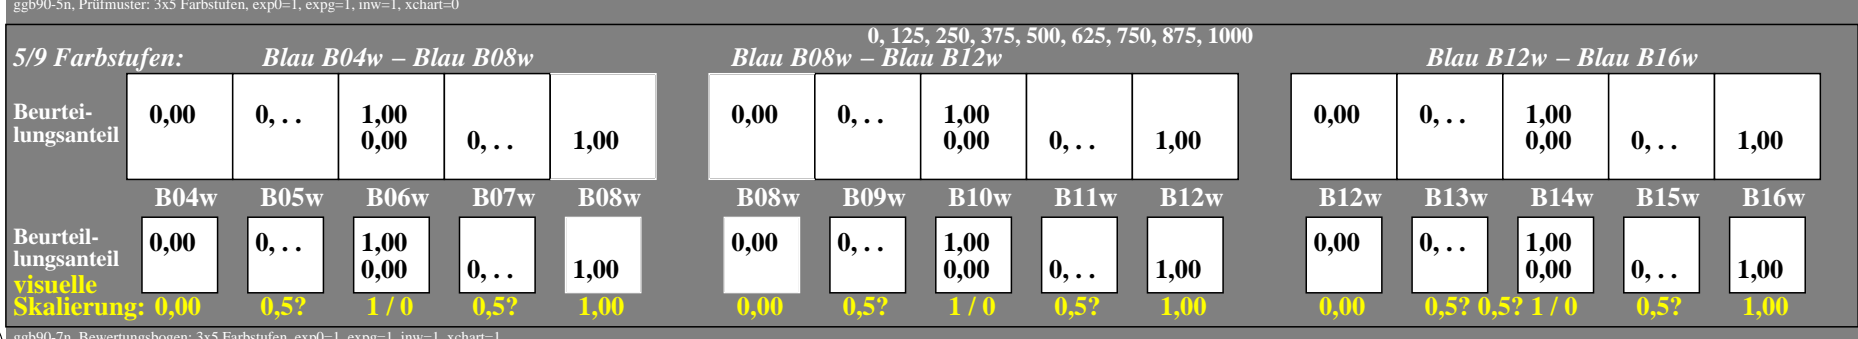 ggb90-5n, Prüfmuster: 3x5 Farbstufen, exp0=1, expg=1, inw=1, xchart=0
0, 125, 250, 375, 500, 625, 750, 875, 1000
5/9 Farbstufen: Blau B04w – Blau B08w Blau B08w – Blau B12w Blau B12w – Blau B16w
Beurtei- 0,00 0, . . 1,00 0,00 0, . . 1,00 0,00 0, . . 1,00
lungsanteil 0,00 0, . . 1,00 0,00 0, . . 1,00 0,00 0, . . 1,00
B04w B05w B06w B07w B08w B08w B09w B10w B11w B12w B12w B13w B14w B15w B16w
Beurteil- 0,00 0, . . 1,00 0,00 0, . . 1,00 0,00 0, . . 1,00
lungsanteil 0,00 0, . . 1,00 0,00 0, . . 1,00 0,00 0, . . 1,00
visuelle
Skalierung: 0,00 0,5? 1 / 0 0,5? 1,00 0,00 0,5? 1 / 0 0,5? 1,00 0,00 0,5? 0,5? 1 / 0 0,5? 1,00
ggb90-7n, Bewertungsbogen: 3x5 Farbstufen, exp0=1, expg=1, inw=1, xchart=1